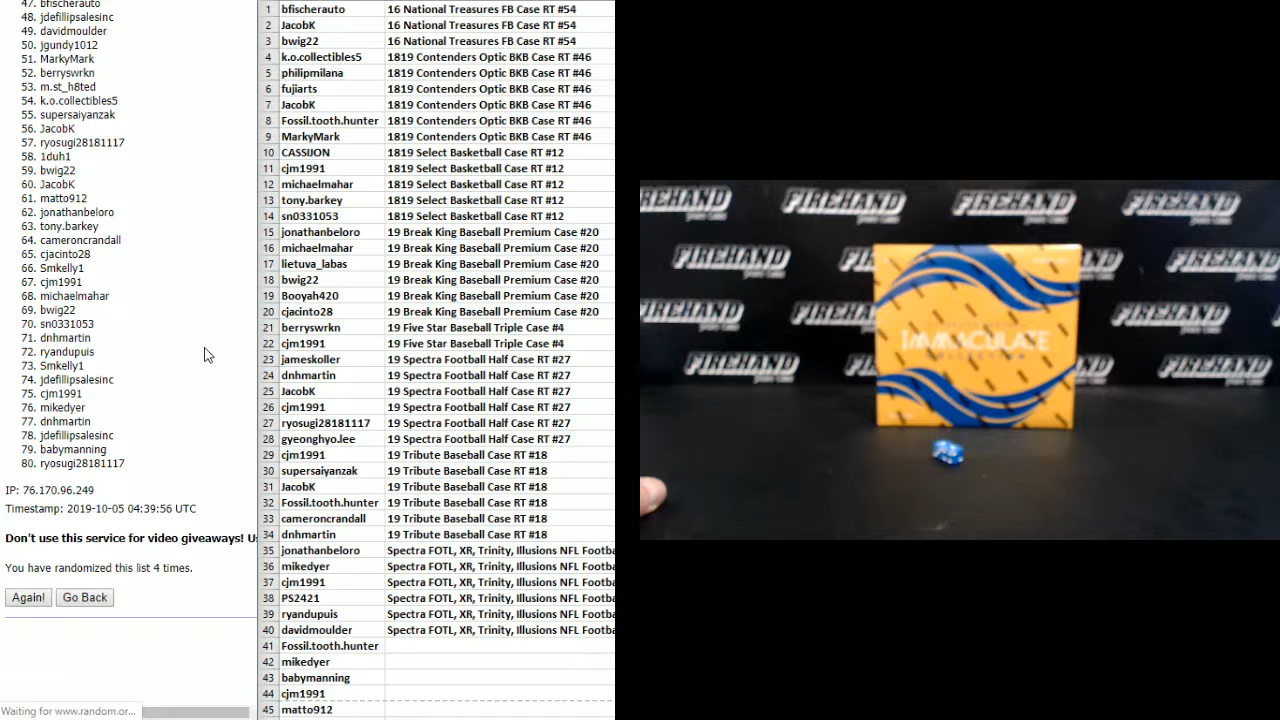 47. bfischerauto
48. jdefillipsalesinc
49. davidmoulder
50. jgundy1012
51. MarkyMark
52. berryswrkn
53. m.st_h8ted
54. k.o.collectibles5
55. supersaiyanzak
56. JacobK
57. ryosugi28181117
58. 1duh1
59. bwig22
60. JacobK
61. matto912
62. jonathanbeloro
63. tony.barkey
64. cameroncrandall
65. cjacinto28
66. Smkelly1
67. cjm1991
68. michaelmahar
69. bwig22
70. sn0331053
71. dnhmartin
72. ryandupuis
73. Smkelly1
74. jdefillipsalesinc
75. cjm1991
76. mikedyer
77. dnhmartin
78. jdefillipsalesinc
79. babymanning
80. ryosugi28181117
IP: 76.170.96.249
Timestamp: 2019-10-05 04:39:56 UTC
Don't use this service for video giveaways!
You have randomized this list 4 times.
Again! Go Back
Waiting for www.random.or...
1 bfischerauto 16 National Treasures FB Case RT #54
2 JacobK 16 National Treasures FB Case RT #54
3 bwig22 16 National Treasures FB Case RT #54
4 k.o.collectibles5 1819 Contenders Optic BKB Case RT #46
5 philipmilana 1819 Contenders Optic BKB Case RT #46
6 fujiarts 1819 Contenders Optic BKB Case RT #46
7 JacobK 1819 Contenders Optic BKB Case RT #46
8 Fossil.tooth.hunter 1819 Contenders Optic BKB Case RT #46
9 MarkyMark 1819 Contenders Optic BKB Case RT #46
10 CASSIJON 1819 Select Basketball Case RT #12
11 cjm1991 1819 Select Basketball Case RT #12
12 michaelmahar 1819 Select Basketball Case RT #12
13 tony.barkey 1819 Select Basketball Case RT #12
14 sn0331053 1819 Select Basketball Case RT #12
15 jonathanbeloro 19 Break King Baseball Premium Case #20
16 michaelmahar 19 Break King Baseball Premium Case #20
17 lietuva_labas 19 Break King Baseball Premium Case #20
18 bwig22 19 Break King Baseball Premium Case #20
19 Booyah420 19 Break King Baseball Premium Case #20
20 cjacinto28 19 Break King Baseball Premium Case #20
21 berryswrkn 19 Five Star Baseball Triple Case #4
22 cjm1991 19 Five Star Baseball Triple Case #4
23 jameskoller 19 Spectra Football Half Case RT #27
24 dnhmartin 19 Spectra Football Half Case RT #27
25 JacobK 19 Spectra Football Half Case RT #27
26 cjm1991 19 Spectra Football Half Case RT #27
27 ryosugi28181117 19 Spectra Football Half Case RT #27
28 gyeonghyo.lee 19 Spectra Football Half Case RT #27
29 cjm1991 19 Tribute Baseball Case RT #18
30 supersaiyanzak 19 Tribute Baseball Case RT #18
31 JacobK 19 Tribute Baseball Case RT #18
32 Fossil.tooth.hunter 19 Tribute Baseball Case RT #18
33 cameroncrandall 19 Tribute Baseball Case RT #18
34 dnhmartin 19 Tribute Baseball Case RT #18
35 jonathanbeloro Spectra FOTL, XR, Trinity, Illusions NFL Footba
36 mikedyer Spectra FOTL, XR, Trinity, Illusions NFL Footba
37 cjm1991 Spectra FOTL, XR, Trinity, Illusions NFL Footba
38 PS2421 Spectra FOTL, XR, Trinity, Illusions NFL Footba
39 ryandupuis Spectra FOTL, XR, Trinity, Illusions NFL Footba
40 davidmoulder Spectra FOTL, XR, Trinity, Illusions NFL Footba
41 Fossil.tooth.hunter
42 mikedyer
43 babymanning
44 cjm1991
45 matto912
FIREHAND FIREHAND FIREHAND FIREHAND
FIREHAND FIREHAND
FIREHAND FIREHAND FIREHAND
FIREHAND FIREHAND FIREHAND
IMMACULATE
COLLECTION